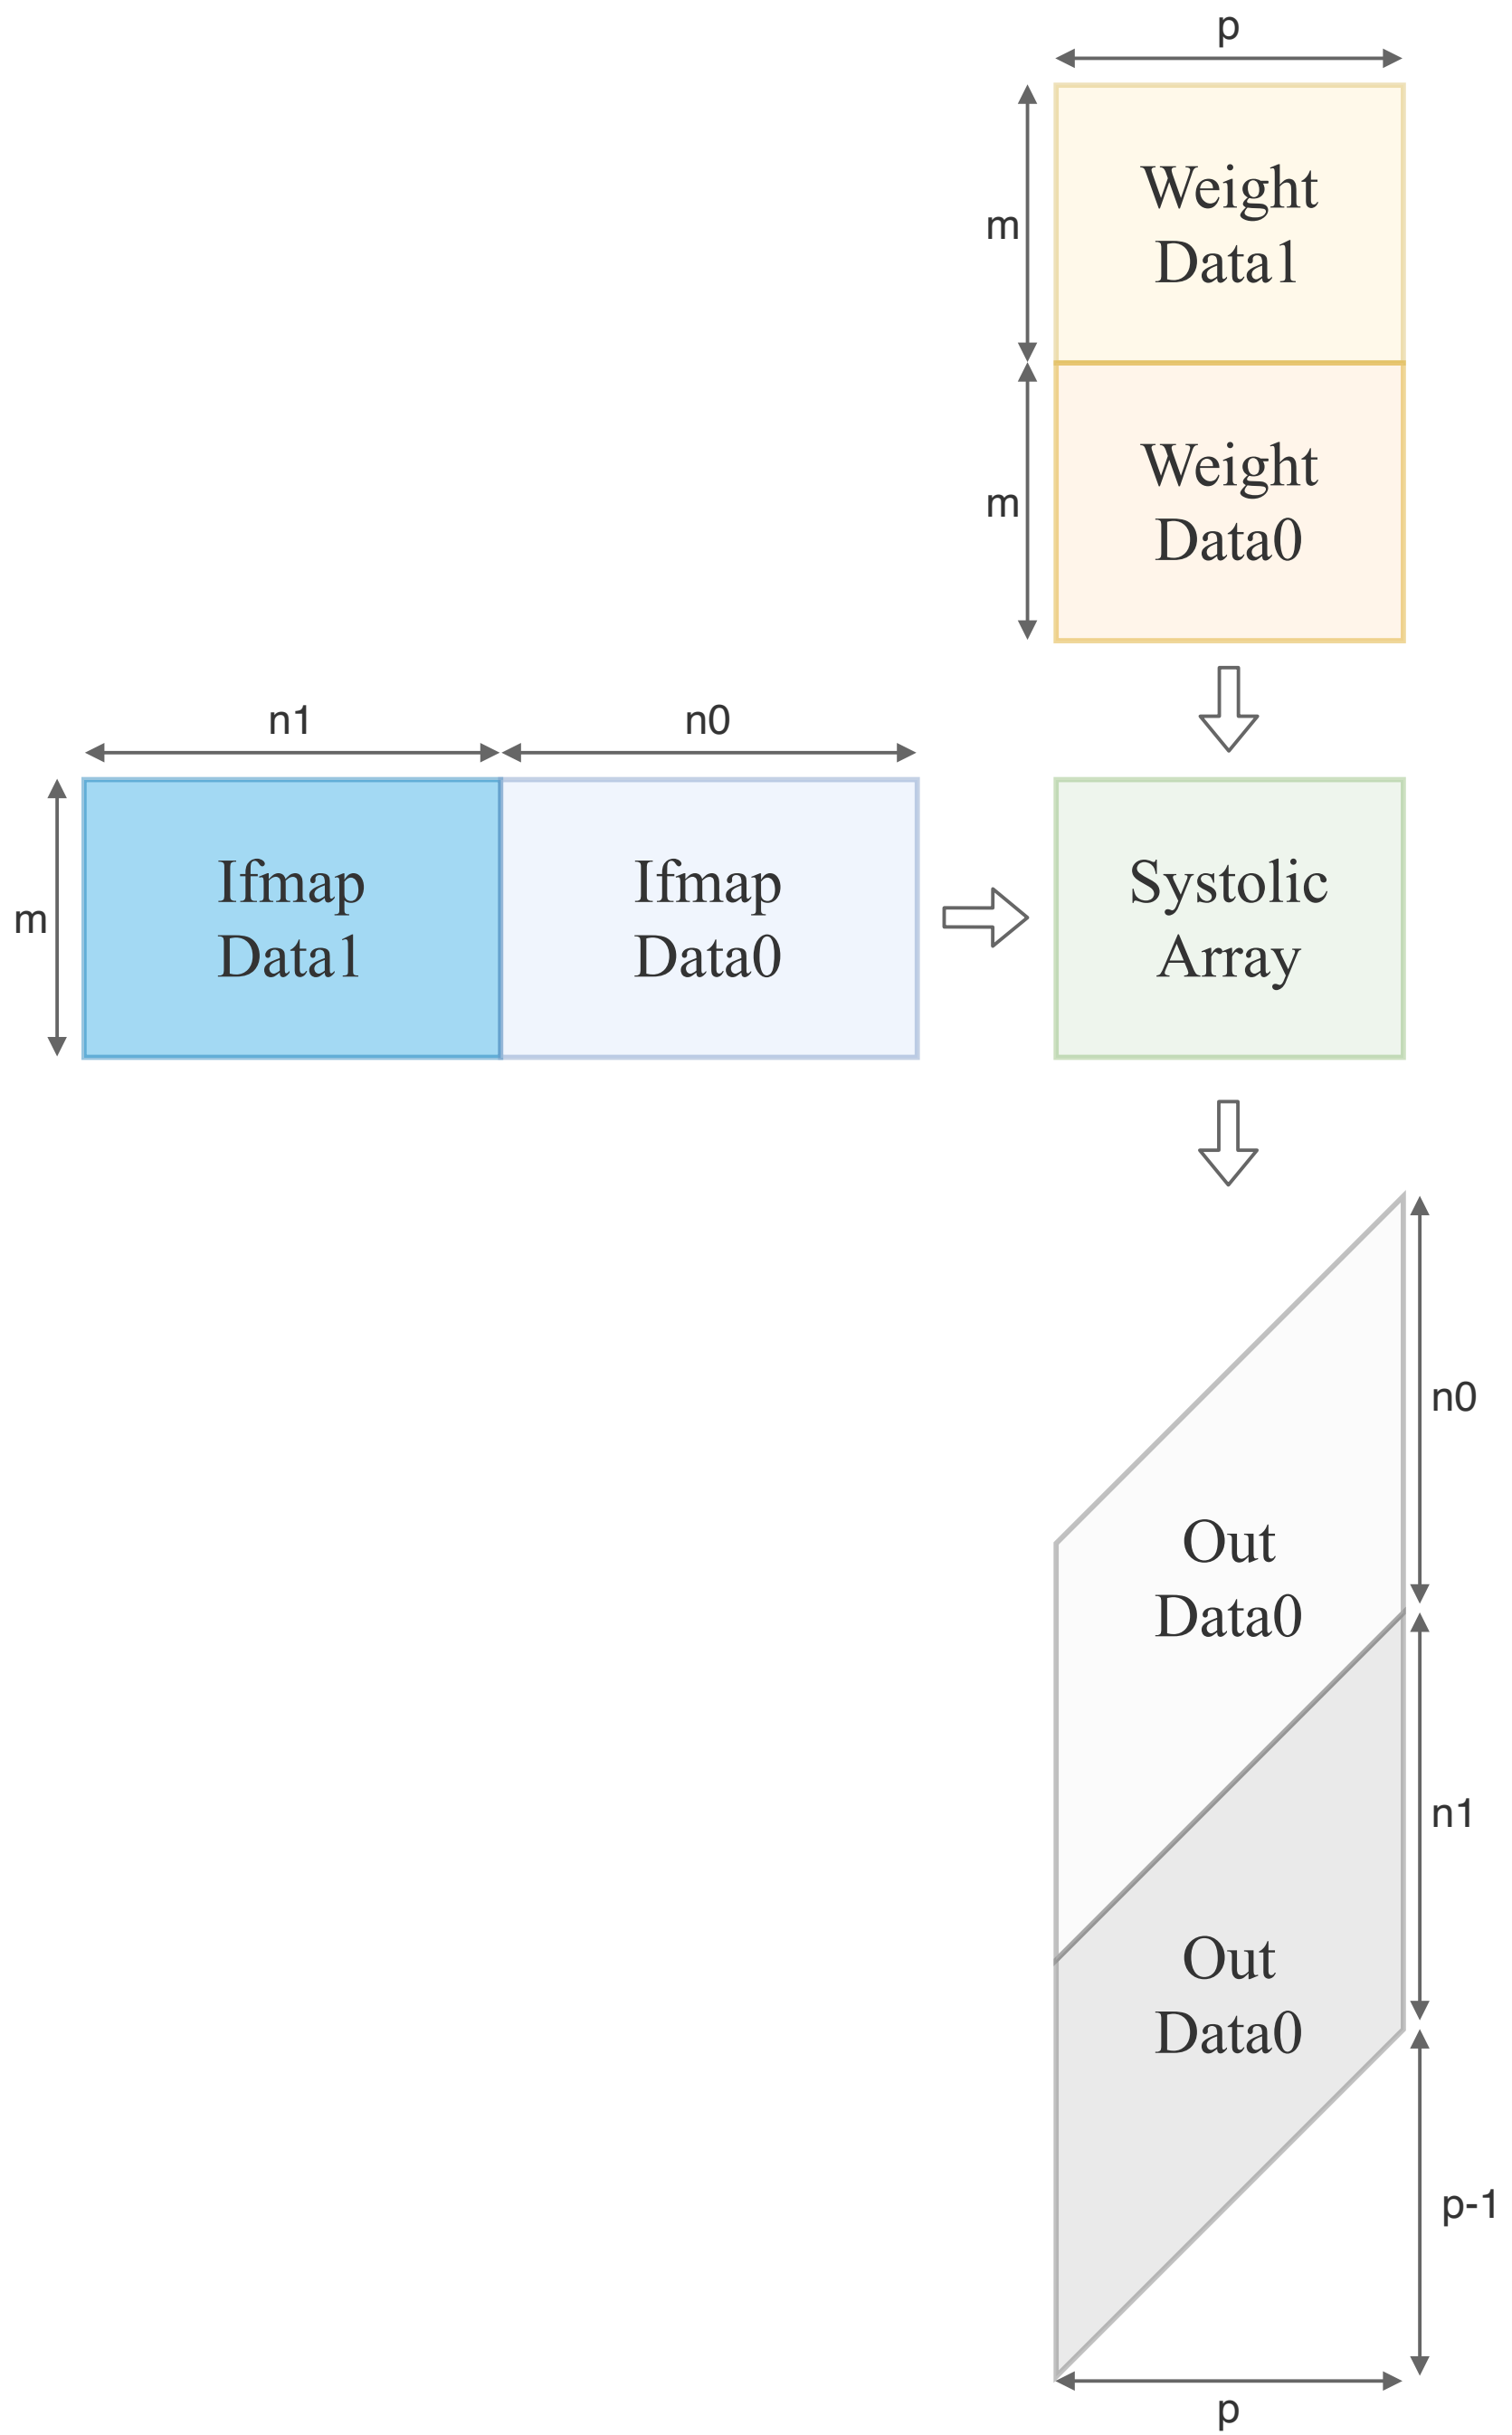 p
m
Weight
Data1
m
Weight
Data0
n1
n0
m
Ifmap
Data1
Ifmap
Data0
Systolic
Array
n0
Out
Data0
n1
Out
Data0
p-1
p